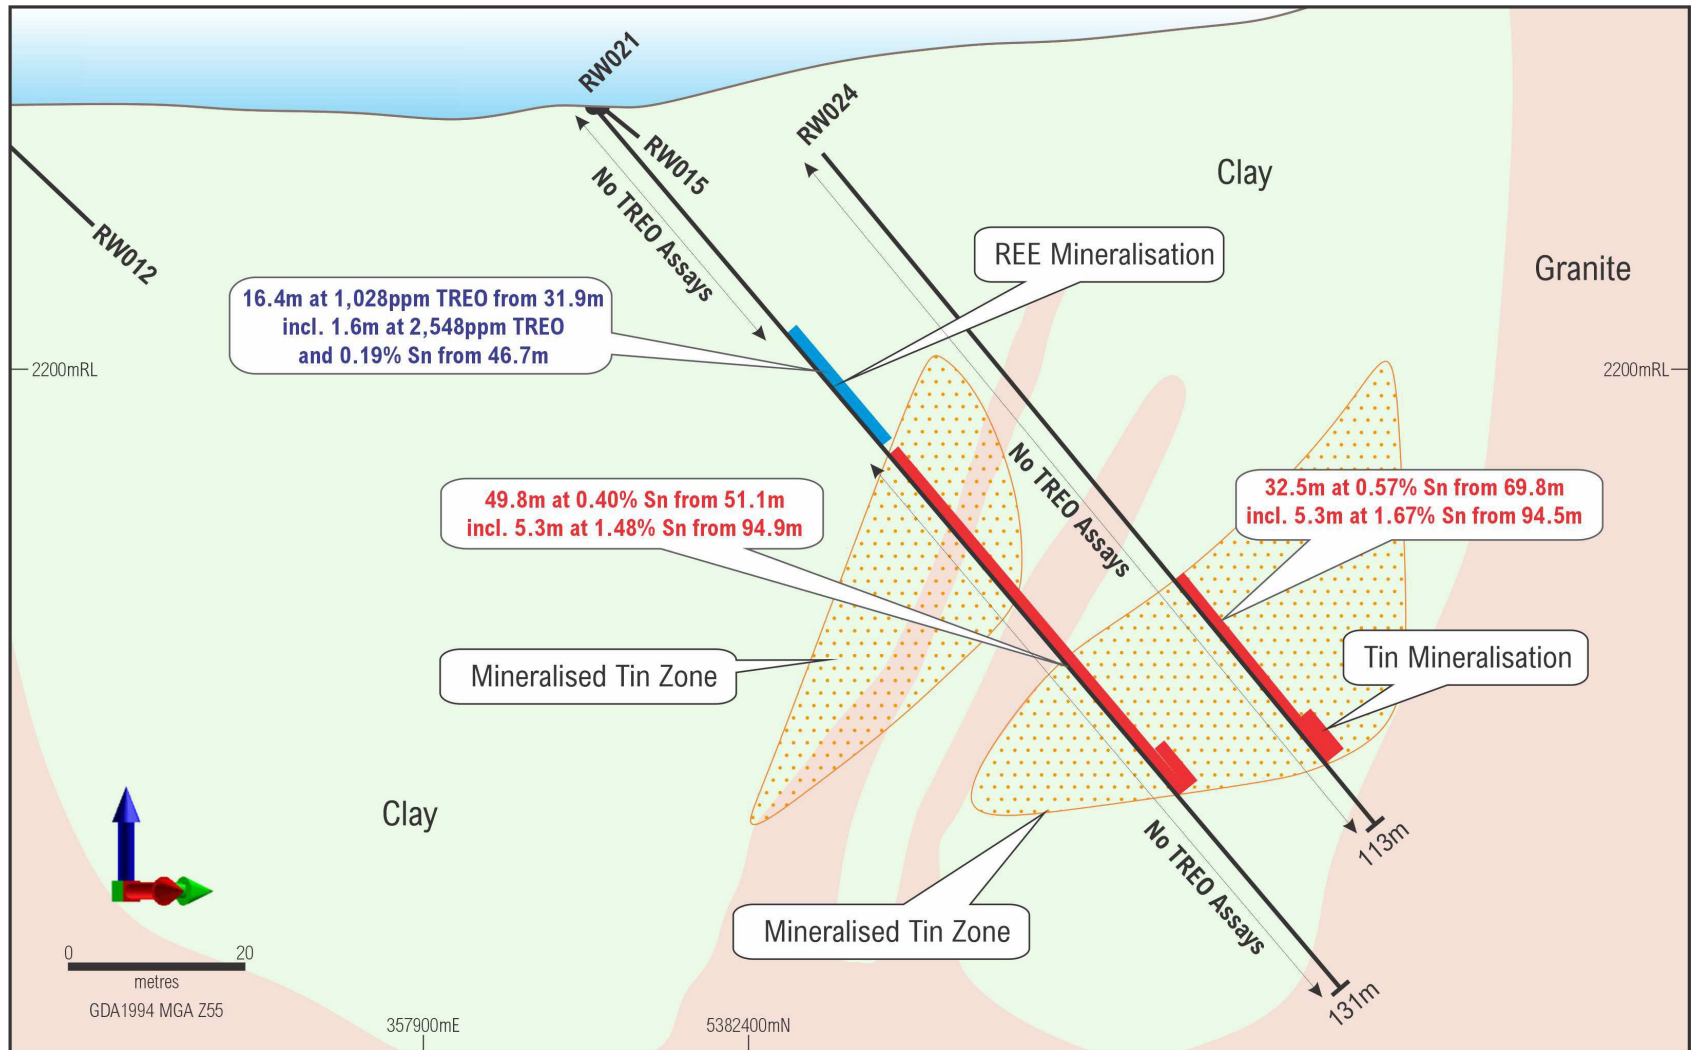 RW021
RW024
RW015
RW012
No TREO Assays
Clay
Granite
REE Mineralisation
16.4m at 1,028ppm TREO from 31.9m
incl. 1.6m at 2,548ppm TREO
and 0.19% Sn from 46.7m
2200mRL
2200mRL
No TREO Assays
49.8m at 0.40% Sn from 51.1m
incl. 5.3m at 1.48% Sn from 94.9m
32.5m at 0.57% Sn from 69.8m
incl. 5.3m at 1.67% Sn from 94.5m
Mineralised Tin Zone
Tin Mineralisation
Clay
113m
No TREO Assays
Mineralised Tin Zone
131m
0 20
metres
GDA1994 MGA Z55
357900mE
5382400mN